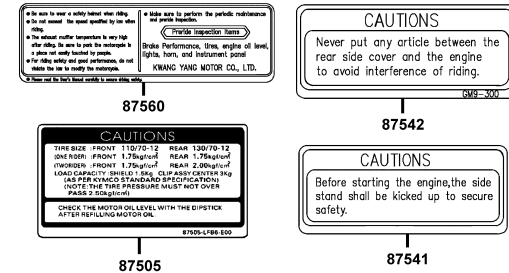 Be sure to wear a safety helmet when riding.
Do not exceed the speed specified by law when
riding.
The exhaust muffler temperature is very high
after riding. Be sure to park the motorcycle in
a place not easily touched by people.
For riding safety and good performance, do not
violate the law to modify the motorcycle.
Please read the User's Manual carefully to assure driving safety.
Make sure to perform the periodic maintenance
and preride inspection.
Preride Inspection Items
Brake Performance, tires, engine oil level,
lights, horn, and instrument panel
KWANG YANG MOTOR CO., LTD.
87560
CAUTIONS
Never put any article between the
rear side cover and the engine
to avoid interference of riding.
GM9-300
87542
CAUTIONS
TIRE SIZE :FRONT 110/70-12 REAR 130/70-12
(ONE RIDER) :FRONT 1.75kgf/cm² REAR 1.75kgf/cm²
(TWORIDER) :FRONT 1.75kgf/cm² REAR 2.00kgf/cm²
LOAD CAPACITY :SHIELD 1.5Kg CLIP ASSY CENTER 3Kg
(AS PER KYMCO STANDARD SPECIFICATION)
(NOTE:THE TIRE PRESSURE MUST NOT OVER
PASS 2.50kgf/cm²)
CHECK THE MOTOR OIL LEVEL WITH THE DIPSTICK
AFTER REFILLING MOTOR OIL.
87505-LFB6-E00
87505
CAUTIONS
Before starting the engine,the side
stand shall be kicked up to secure
safety.
87541